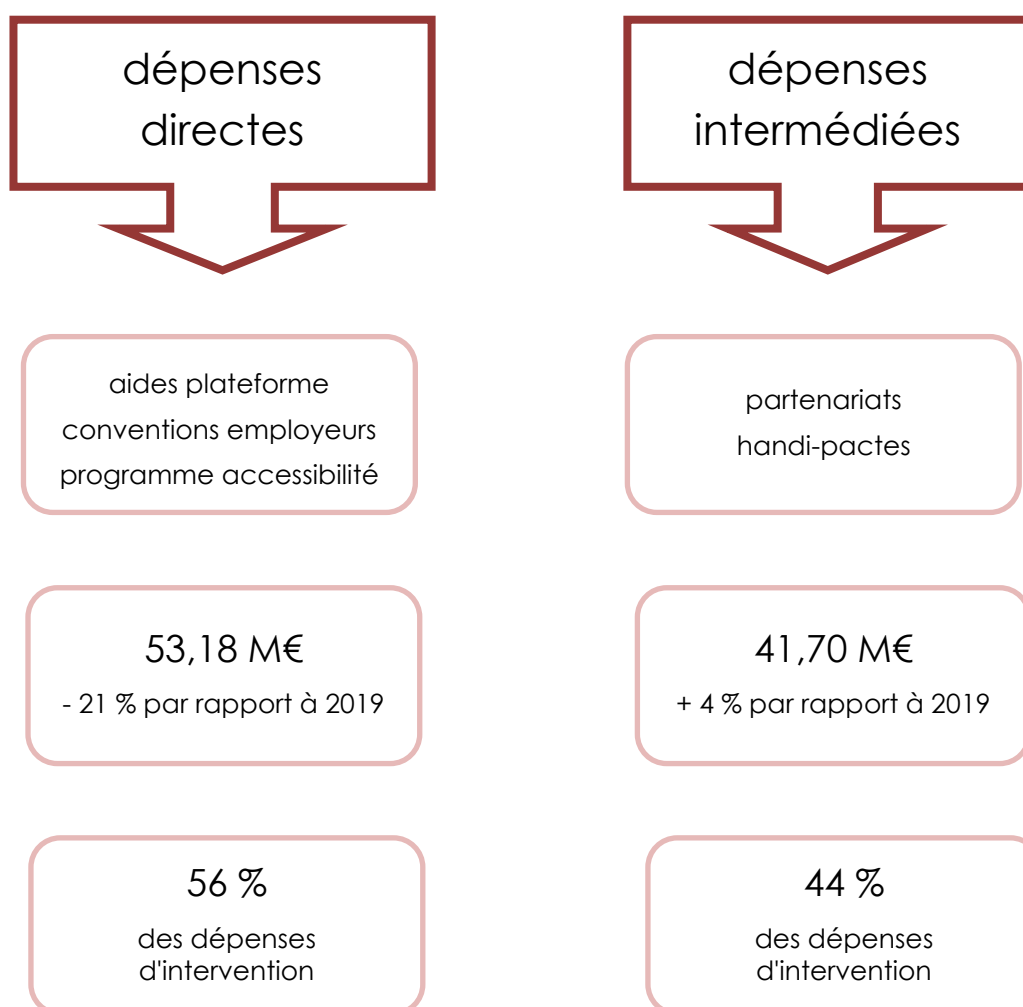 dépenses
directes
aides plateforme
conventions employeurs
programme accessibilité
53,18 M€
- 21 % par rapport à 2019
56 %
des dépenses
d'intervention
dépenses
intermédiées
partenariats
handi-pactes
41,70 M€
+ 4 % par rapport à 2019
44 %
des dépenses
d'intervention